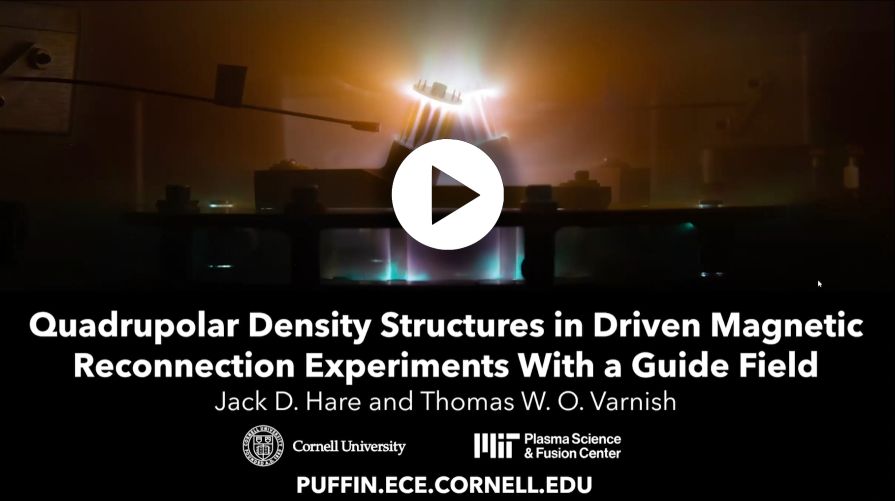 Quadrupolar Density Structures in Driven Magnetic
Reconnection Experiments With a Guide Field
Jack D. Hare and Thomas W. O. Varnish
Cornell University
MIT Plasma Science
& Fusion Center
PUFFIN.ECE.CORNELL.EDU